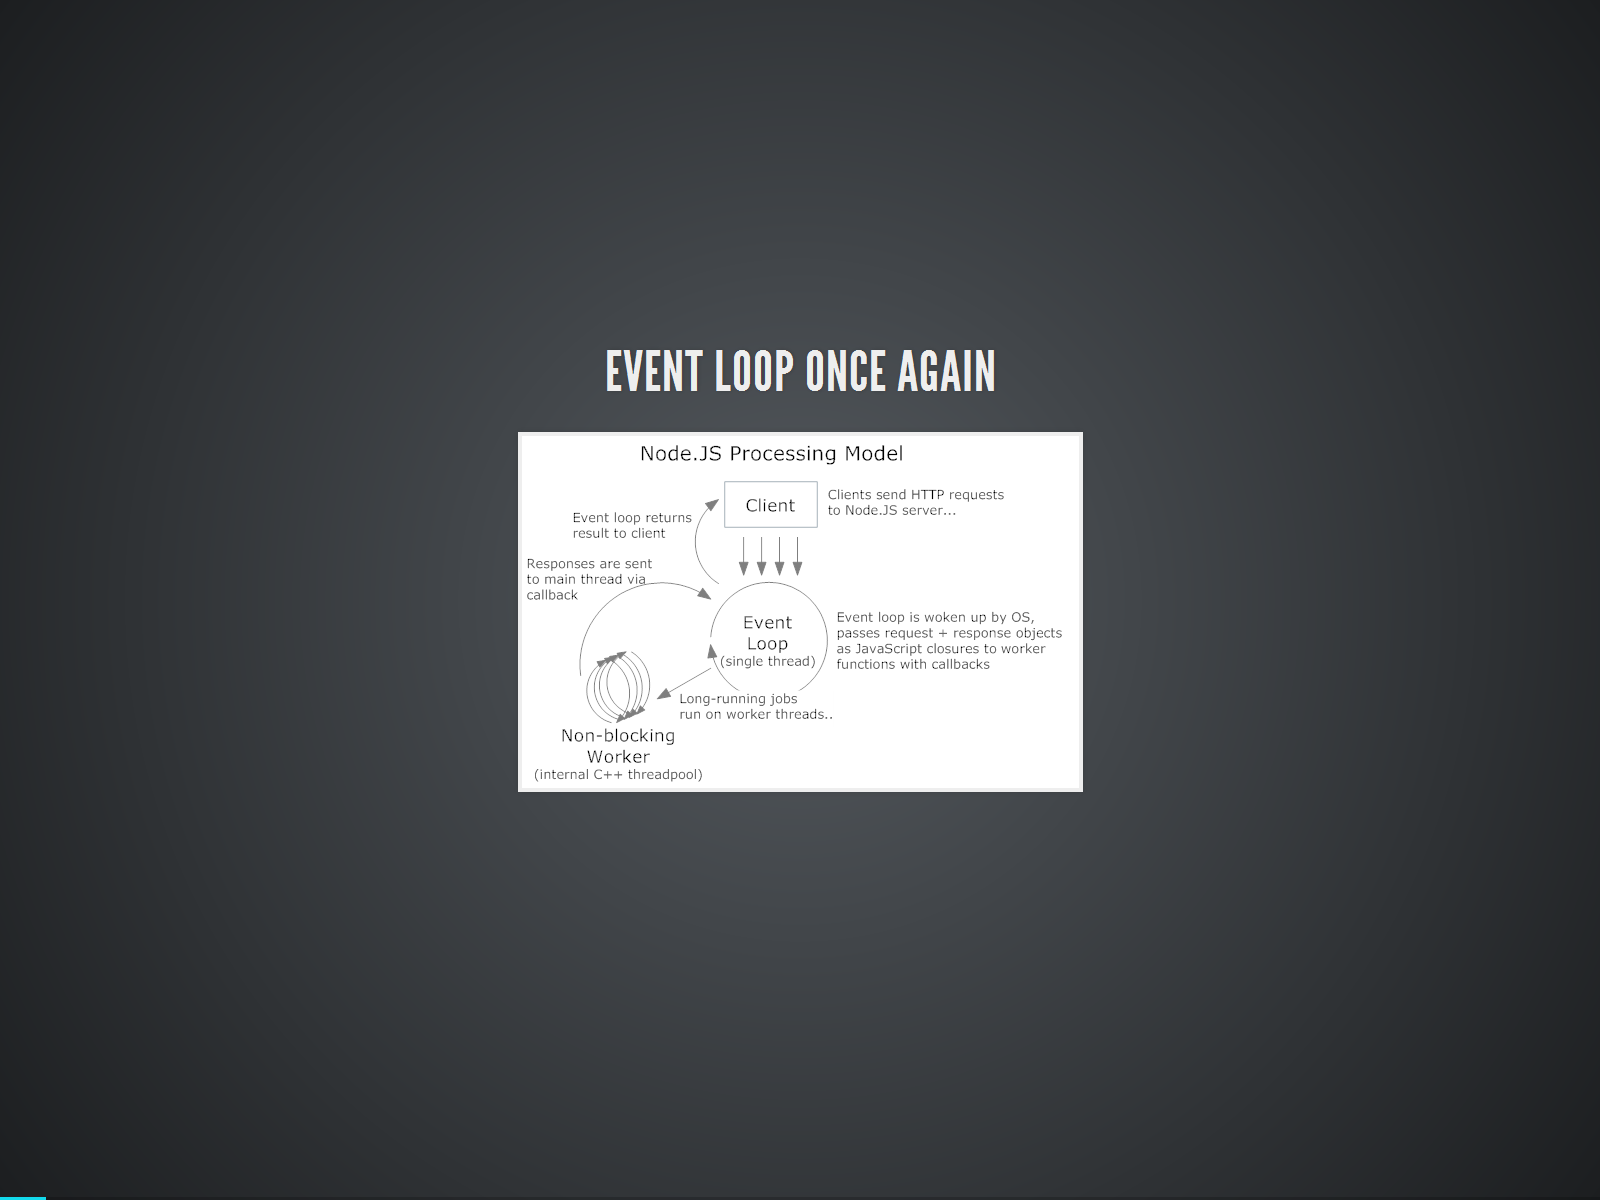 EVENT LOOP ONCE AGAIN
Node.JS Processing Model
Client
Clients send HTTP requests
to Node.JS server...
Event loop returns
result to client
Responses are sent
to main thread via
callback
Event
Loop
(single thread)
Event loop is woken up by OS,
passes request + response objects
as JavaScript closures to worker
functions with callbacks
Long-running jobs
run on worker threads..
Non-blocking
Worker
(internal C++ threadpool)